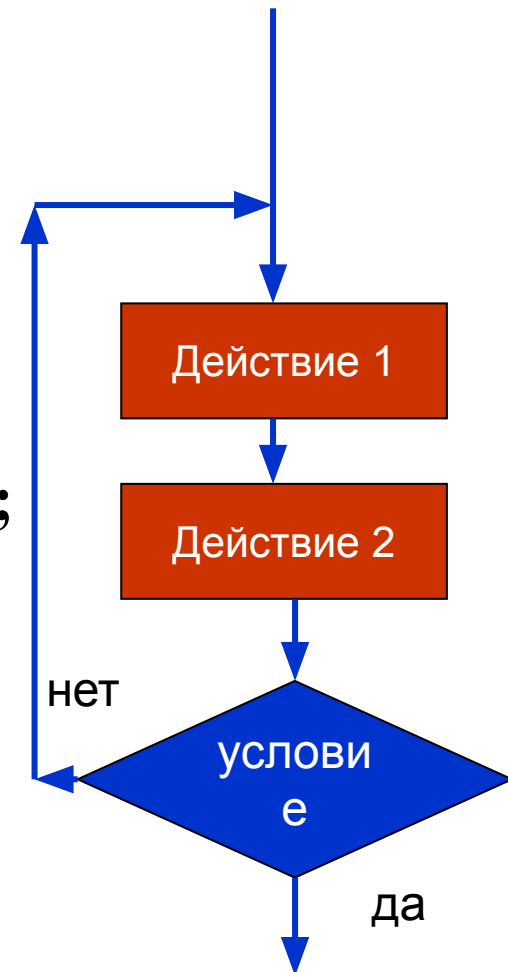 Действие 1
;
Действие 2
нет
услови
е
да